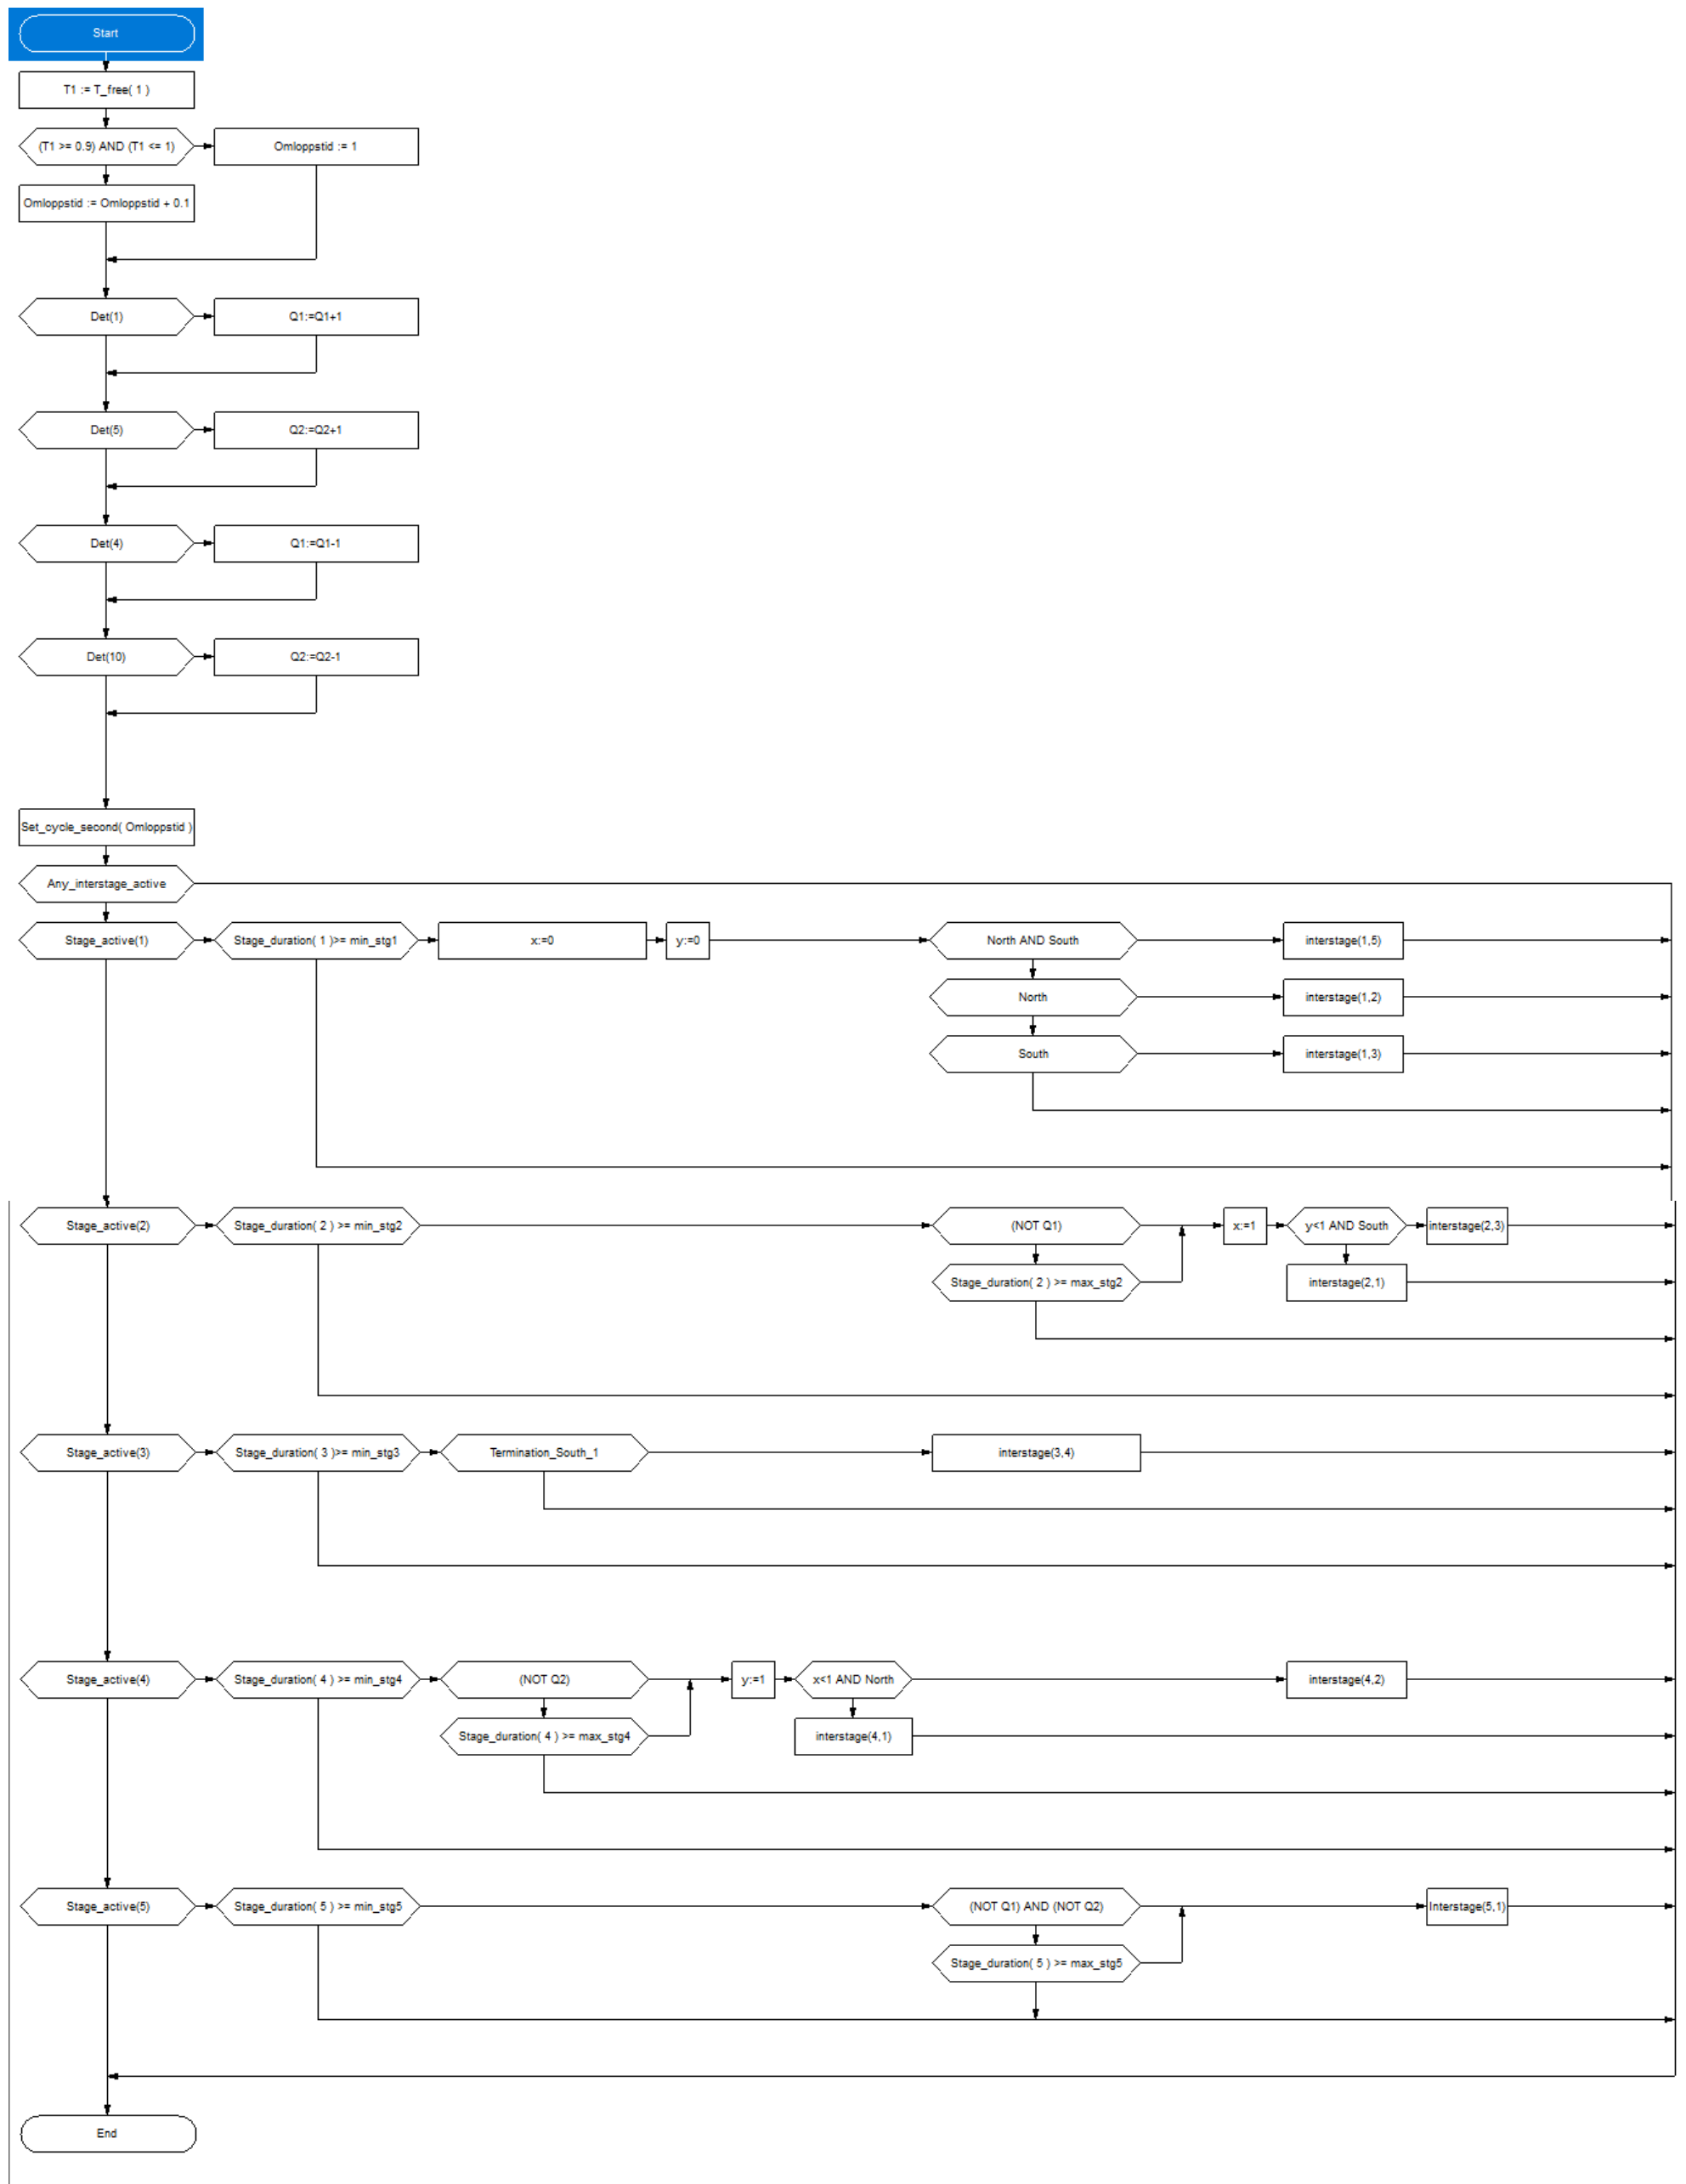 Start
T1 := T_free( 1 )
(T1 >= 0.9) AND (T1 <= 1)
Omloppstid := 1
Omloppstid := Omloppstid + 0.1
Det(1)
Q1:=Q1+1
Det(5)
Q2:=Q2+1
Det(4)
Q1:=Q1-1
Det(10)
Q2:=Q2-1
Set_cycle_second( Omloppstid )
Any_interstage_active
Stage_active(1)
Stage_duration( 1 )>= min_stg1
x:=0
y:=0
North AND South
interstage(1,5)
North
interstage(1,2)
South
interstage(1,3)
Stage_active(2)
Stage_duration( 2 ) >= min_stg2
(NOT Q1)
x:=1
y<1 AND South
interstage(2,3)
Stage_duration( 2 ) >= max_stg2
interstage(2,1)
Stage_active(3)
Stage_duration( 3 )>= min_stg3
Termination_South_1
interstage(3,4)
Stage_active(4)
Stage_duration( 4 ) >= min_stg4
(NOT Q2)
y:=1
x<1 AND North
interstage(4,2)
Stage_duration( 4 ) >= max_stg4
interstage(4,1)
Stage_active(5)
Stage_duration( 5 ) >= min_stg5
(NOT Q1) AND (NOT Q2)
Interstage(5,1)
Stage_duration( 5 ) >= max_stg5
End